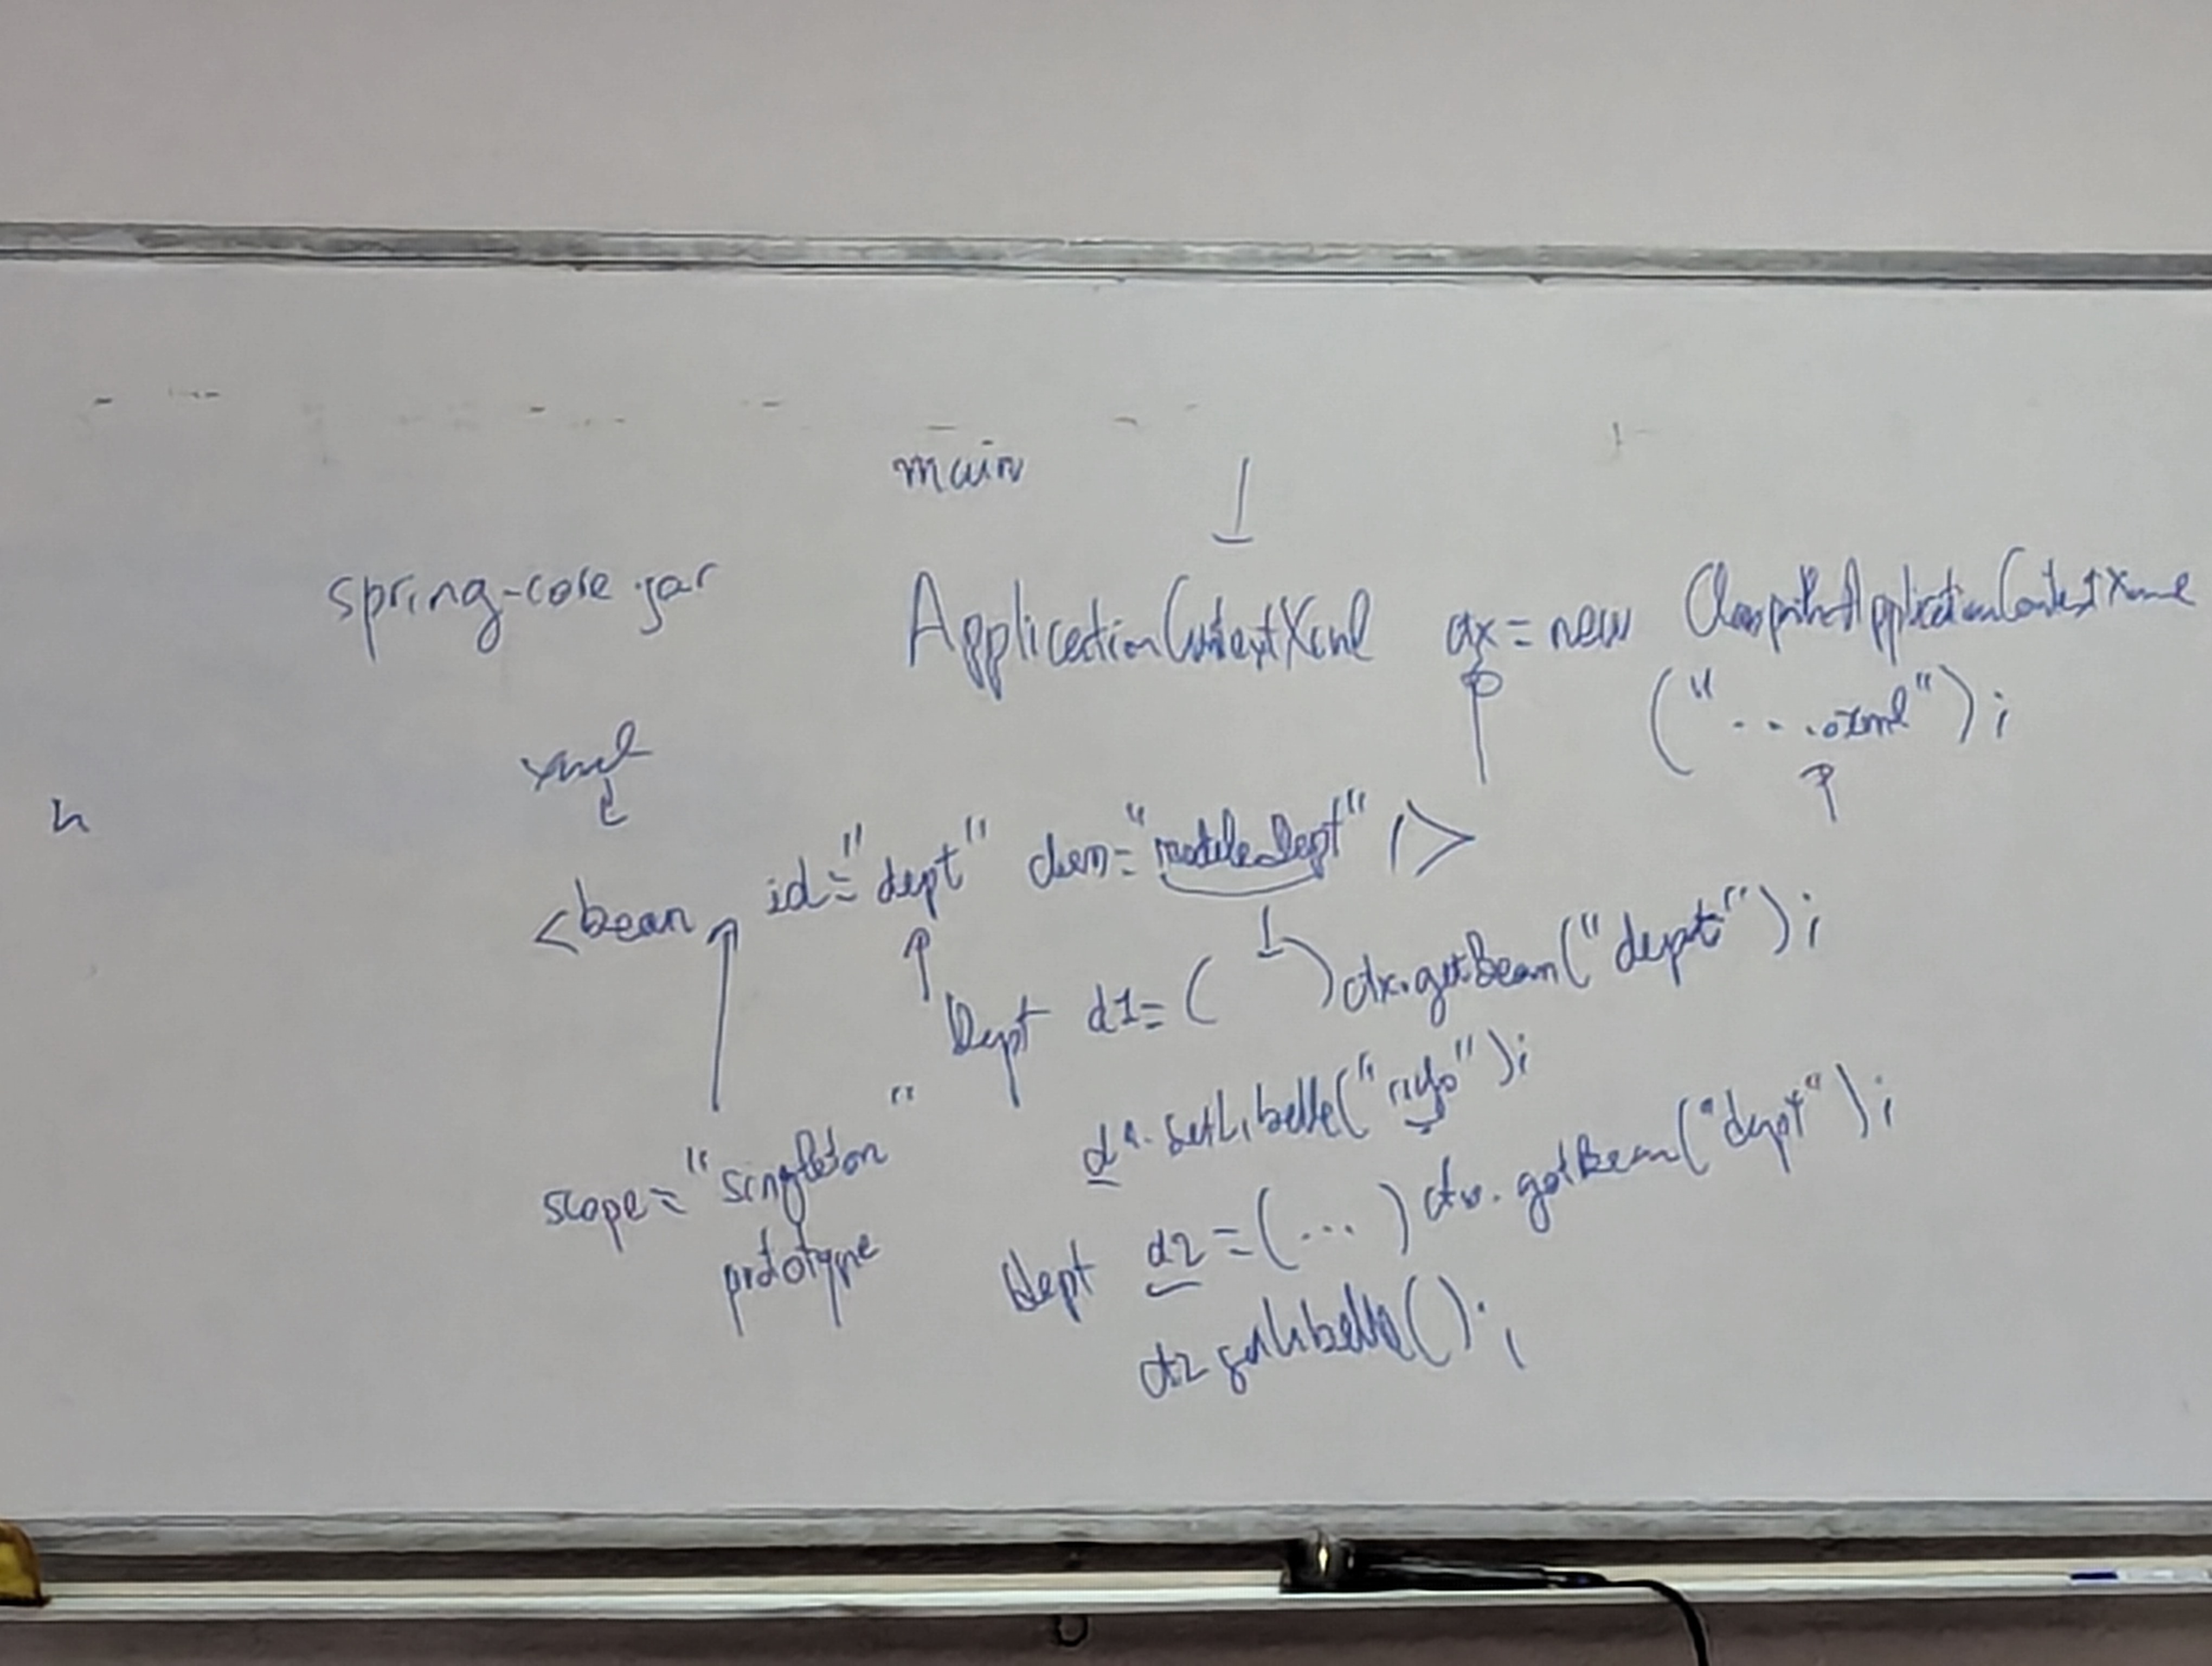 main
spring-core.jar
ApplicationContextXml ctx = new ClasspathApplicationContextXml
("....xml");
xml
<bean id="dept" class="modele.Dept" />
Dept d1 = ( ) ctx.getBean("dept");
d1.setLibelle("info");
scope="singleton"
prototype
Dept d2 = (...) ctx.getBean("dept");
d2.getLibelle();